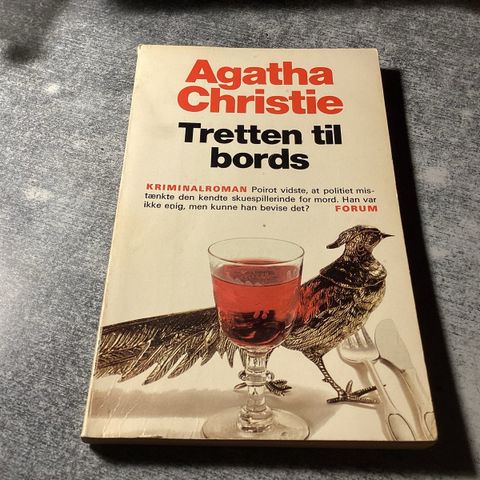 Agatha
Christie
Tretten til
bords
KRIMINALROMAN Poirot vidste, at politiet mis-
tænkte den kendte skuespillerinde for mord. Han var
ikke enig, men kunne han bevise det? FORUM